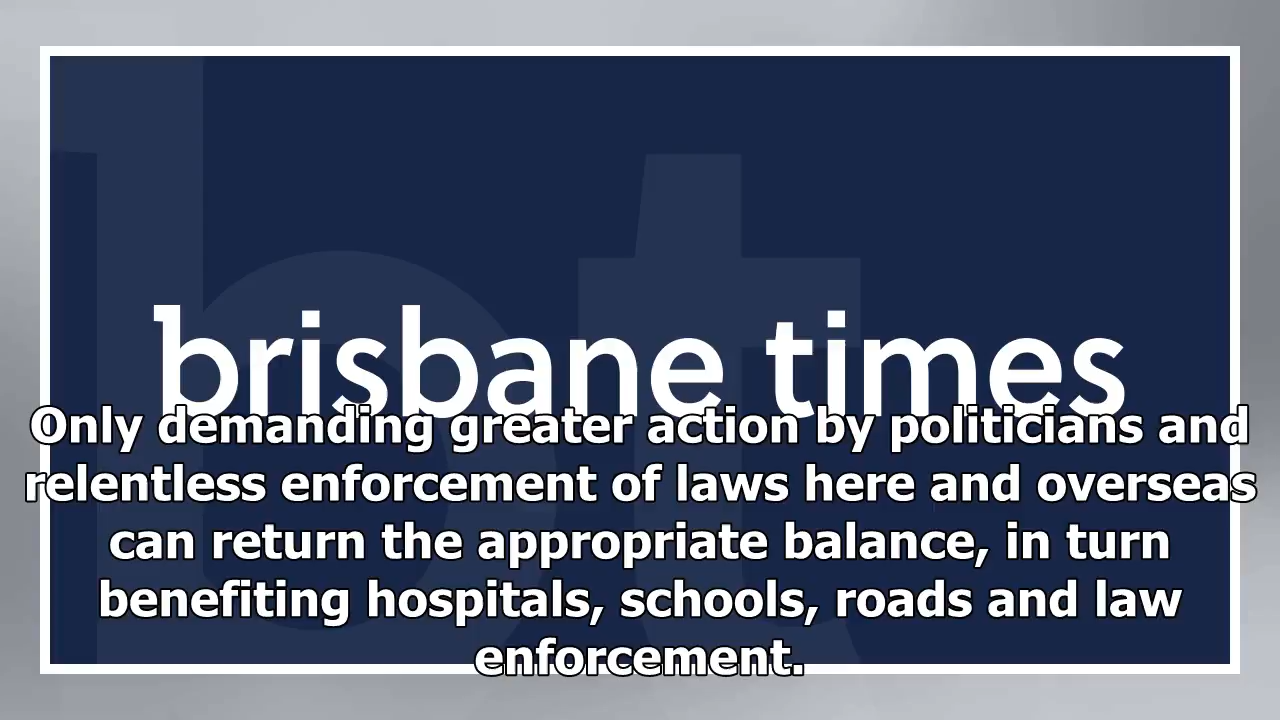 brisbane times
Only demanding greater action by politicians and
relentless enforcement of laws here and overseas
can return the appropriate balance, in turn
benefiting hospitals, schools, roads and law
enforcement.